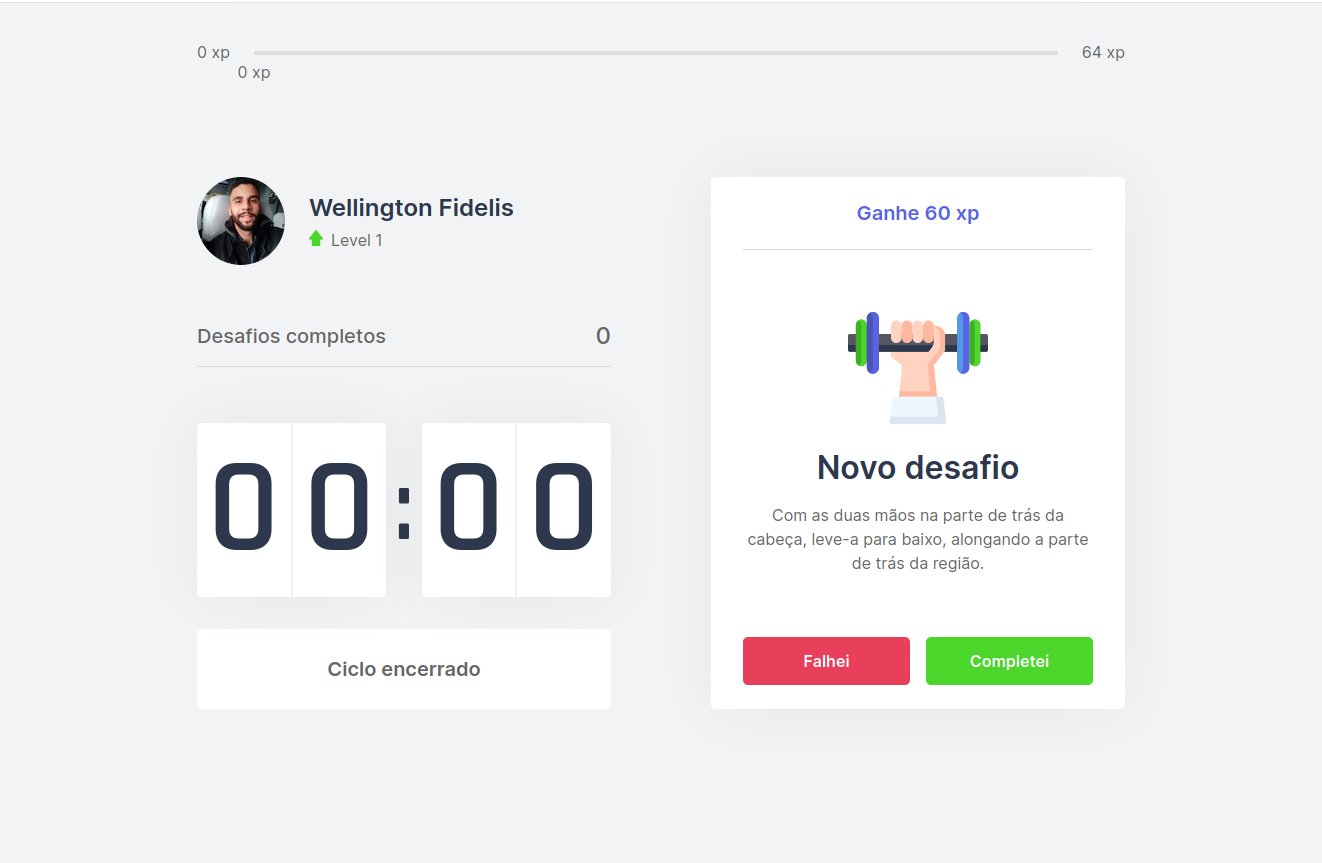 0 xp
64 xp
0 xp
Wellington Fidelis
Level 1
Desafios completos
0
00:00
Ciclo encerrado
Ganhe 60 xp
Novo desafio
Com as duas mãos na parte de trás da
cabeça, leve-a para baixo, alongando a parte
de trás da região.
Falhei
Completei